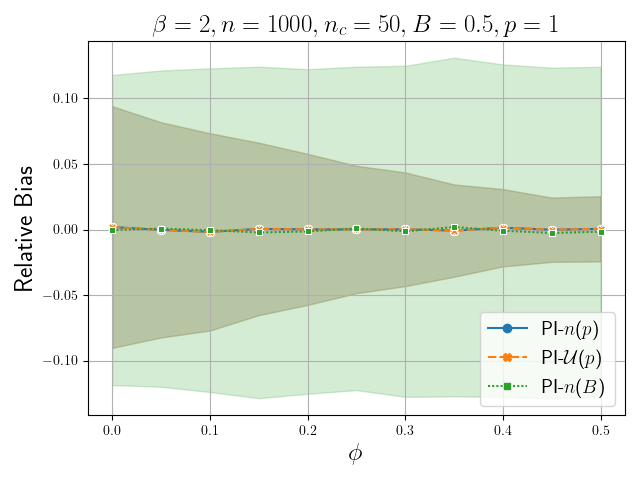 β = 2, n = 1000, n_c = 50, B = 0.5, p = 1
Relative Bias
0.10
0.05
0.00
−0.05
−0.10
0.0 0.1 0.2 0.3 0.4 0.5
ϕ
PI-n(p)
PI-𝒰(p)
PI-n(B)